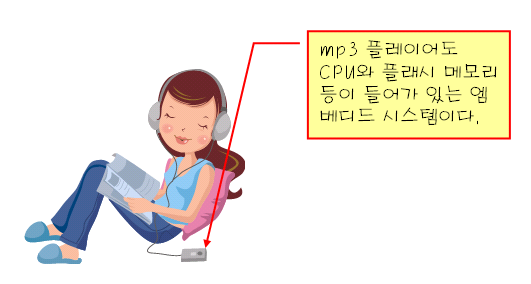 mp3 플레이어도
CPU와 플래시 메모리
등이 들어가 있는 엠
베디드 시스템이다.